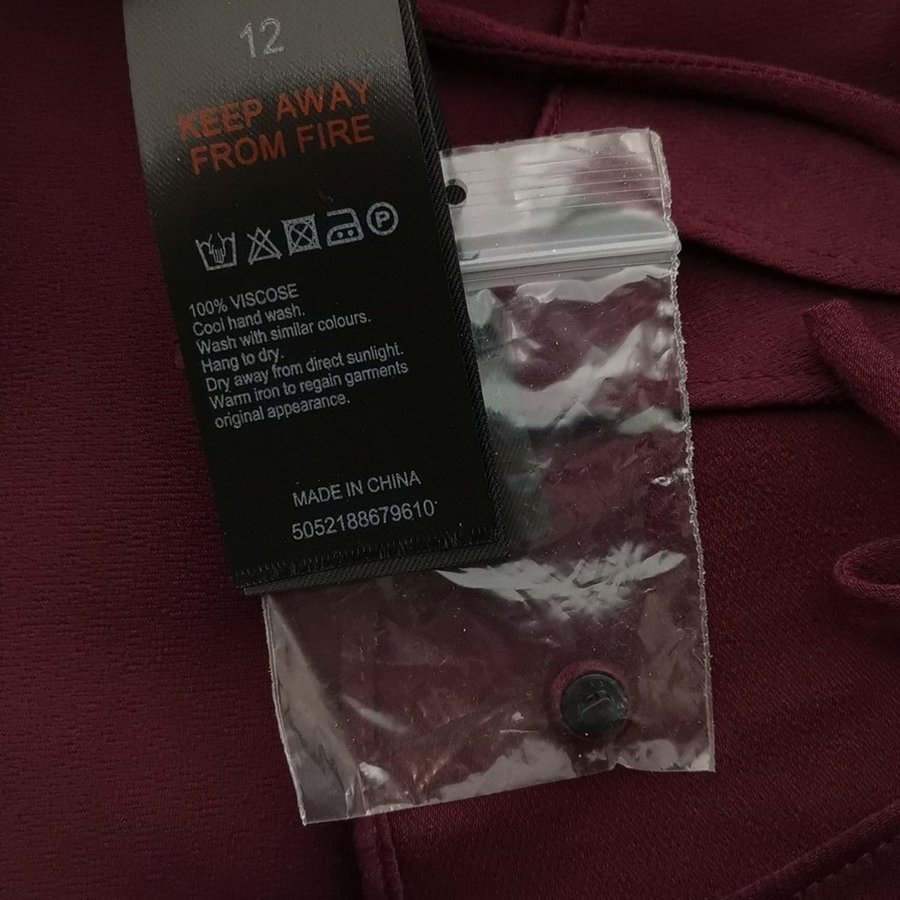 12
KEEP AWAY
FROM FIRE
P
100% VISCOSE
Cool hand wash.
Wash with similar colours.
Hang to dry.
Dry away from direct sunlight.
Warm iron to regain garments
original appearance.
MADE IN CHINA
5052188679610